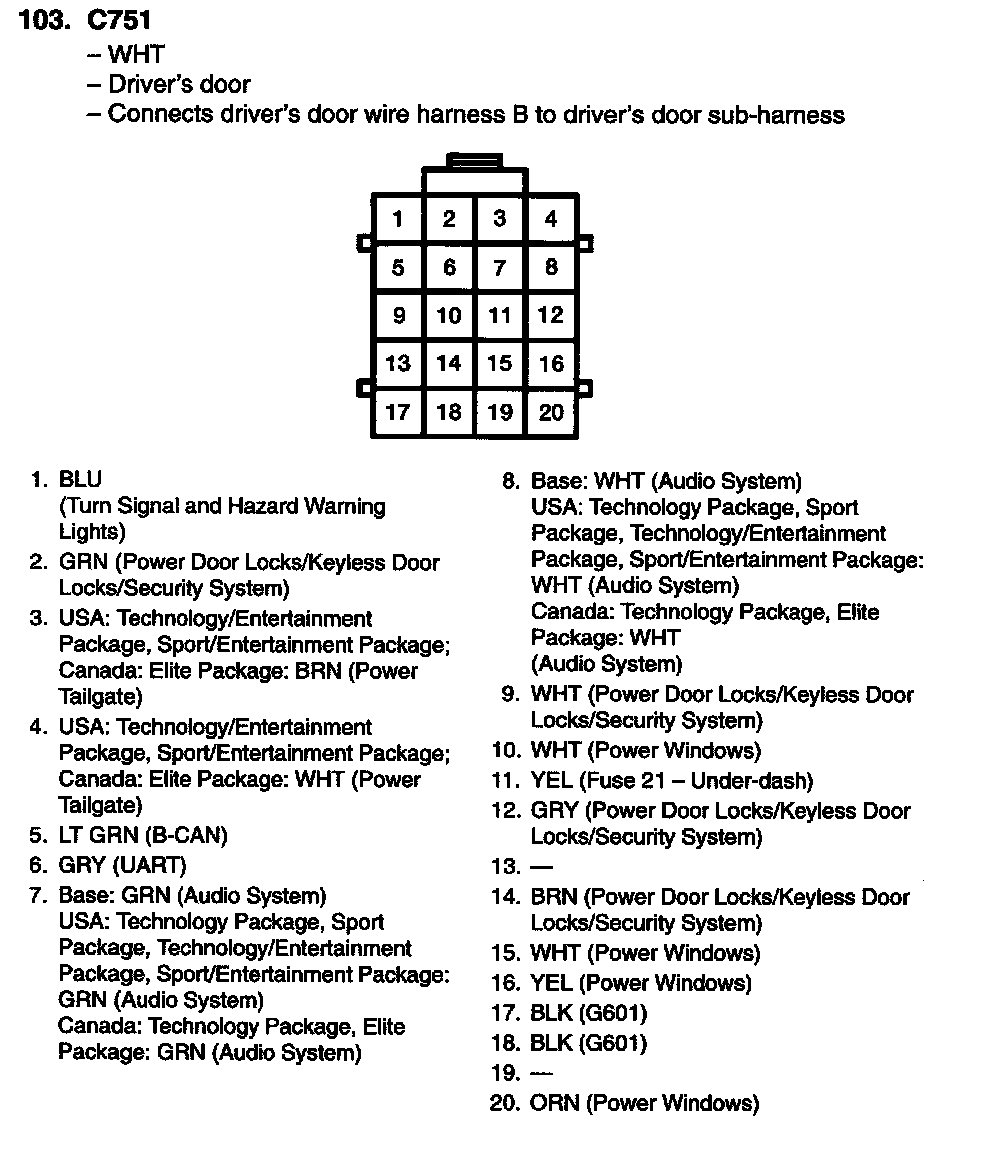 103. C751
– WHT
– Driver's door
– Connects driver's door wire harness B to driver's door sub-harness
1 2 3 4
5 6 7 8
9 10 11 12
13 14 15 16
17 18 19 20
1. BLU
(Turn Signal and Hazard Warning
Lights)
2. GRN (Power Door Locks/Keyless Door
Locks/Security System)
3. USA: Technology/Entertainment
Package, Sport/Entertainment Package;
Canada: Elite Package: BRN (Power
Tailgate)
4. USA: Technology/Entertainment
Package, Sport/Entertainment Package;
Canada: Elite Package: WHT (Power
Tailgate)
5. LT GRN (B-CAN)
6. GRY (UART)
7. Base: GRN (Audio System)
USA: Technology Package, Sport
Package, Technology/Entertainment
Package, Sport/Entertainment Package:
GRN (Audio System)
Canada: Technology Package, Elite
Package: GRN (Audio System)
8. Base: WHT (Audio System)
USA: Technology Package, Sport
Package, Technology/Entertainment
Package, Sport/Entertainment Package:
WHT (Audio System)
Canada: Technology Package, Elite
Package: WHT
(Audio System)
9. WHT (Power Door Locks/Keyless Door
Locks/Security System)
10. WHT (Power Windows)
11. YEL (Fuse 21 – Under-dash)
12. GRY (Power Door Locks/Keyless Door
Locks/Security System)
13. —
14. BRN (Power Door Locks/Keyless Door
Locks/Security System)
15. WHT (Power Windows)
16. YEL (Power Windows)
17. BLK (G601)
18. BLK (G601)
19. —
20. ORN (Power Windows)